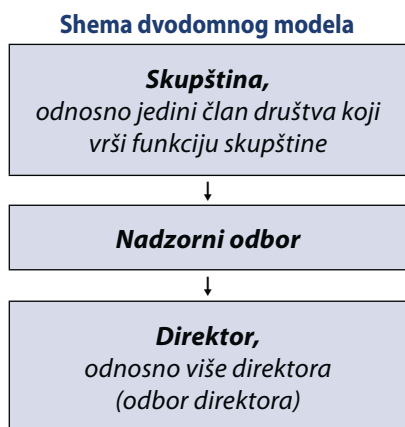 Shema dvodomnog modela
Skupština,
odnosno jedini član društva koji
vrši funkciju skupštine
Nadzorni odbor
Direktor,
odnosno više direktora
(odbor direktora)